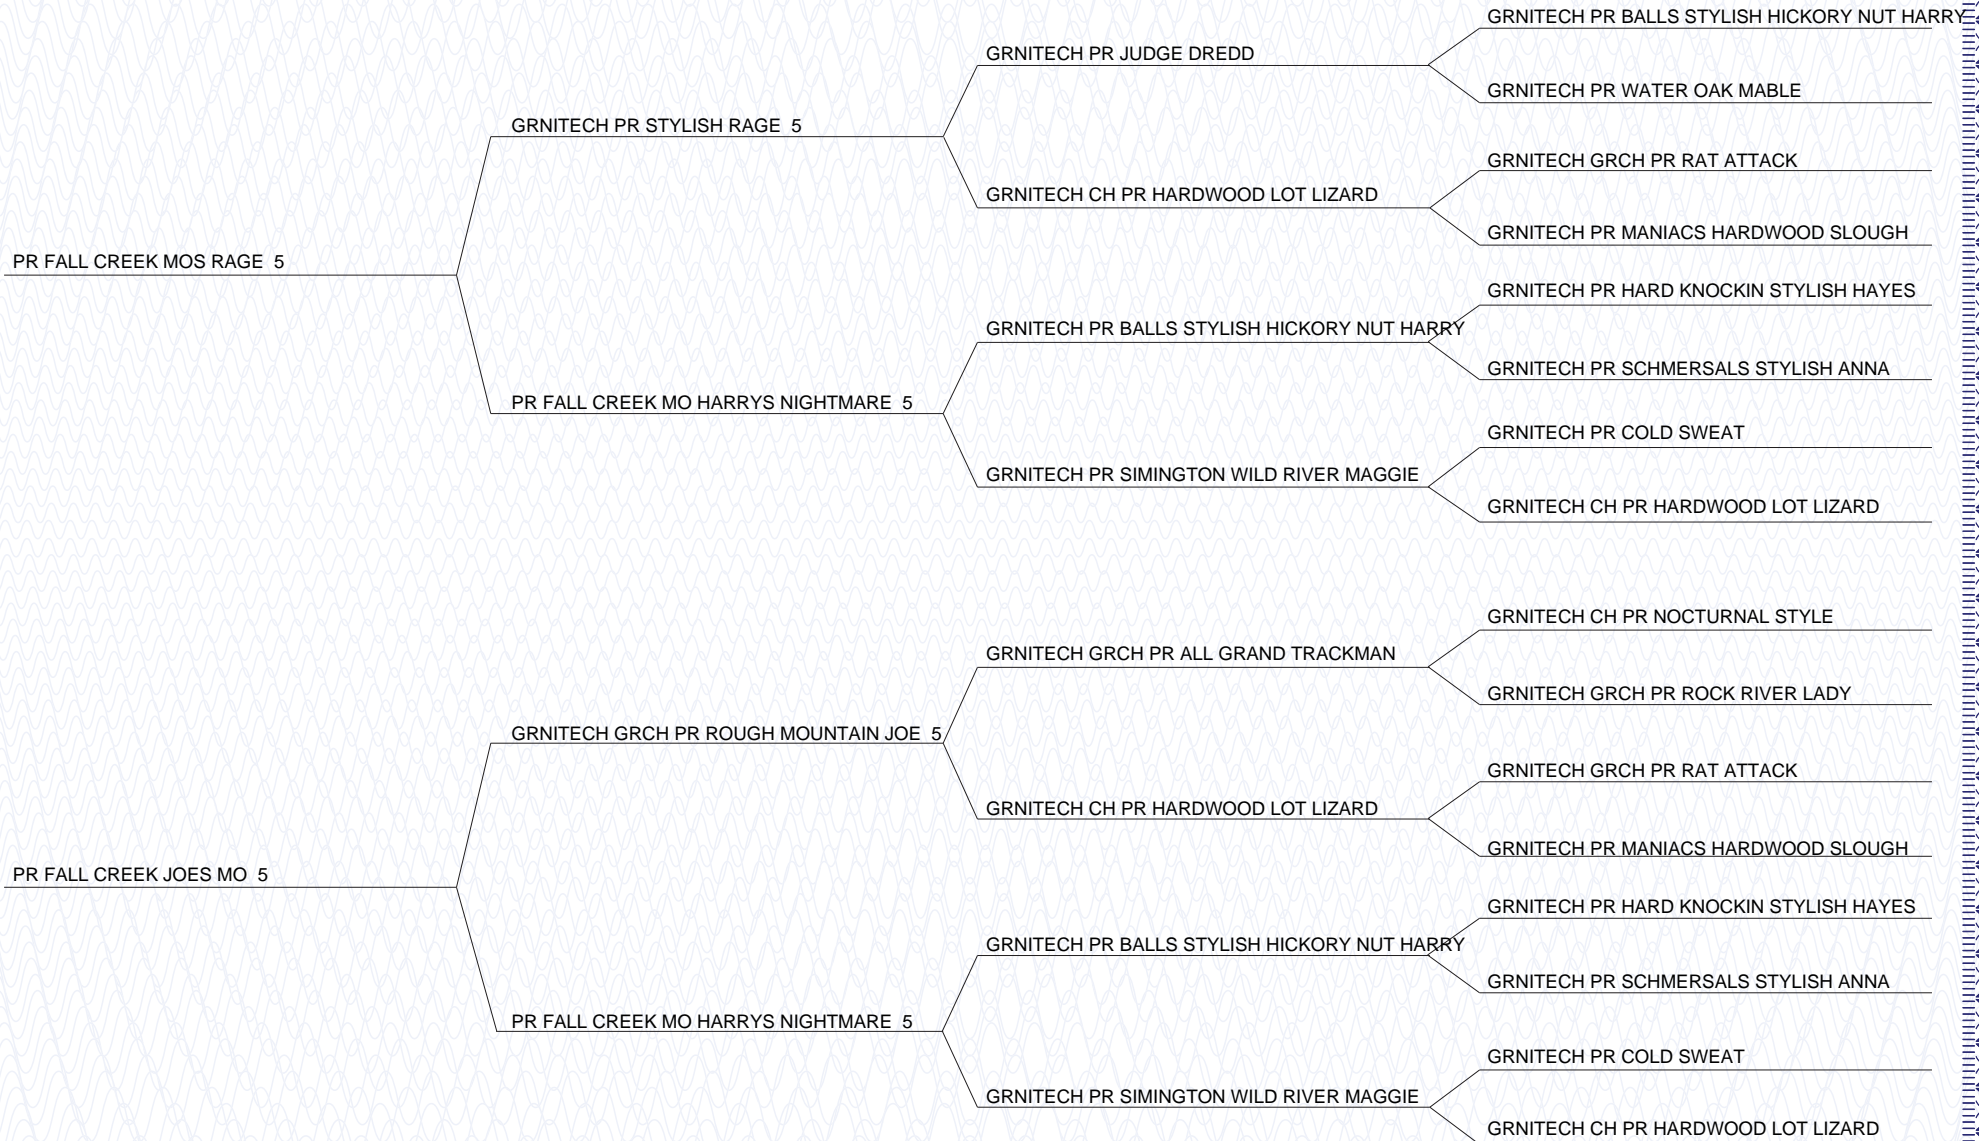 GRNITECH PR BALLS STYLISH HICKORY NUT HARRY
GRNITECH PR JUDGE DREDD
GRNITECH PR WATER OAK MABLE
GRNITECH PR STYLISH RAGE 5
GRNITECH GRCH PR RAT ATTACK
GRNITECH CH PR HARDWOOD LOT LIZARD
GRNITECH PR MANIACS HARDWOOD SLOUGH
PR FALL CREEK MOS RAGE 5
GRNITECH PR HARD KNOCKIN STYLISH HAYES
GRNITECH PR BALLS STYLISH HICKORY NUT HARRY
GRNITECH PR SCHMERSALS STYLISH ANNA
PR FALL CREEK MO HARRYS NIGHTMARE 5
GRNITECH PR COLD SWEAT
GRNITECH PR SIMINGTON WILD RIVER MAGGIE
GRNITECH CH PR HARDWOOD LOT LIZARD
GRNITECH CH PR NOCTURNAL STYLE
GRNITECH GRCH PR ALL GRAND TRACKMAN
GRNITECH GRCH PR ROCK RIVER LADY
GRNITECH GRCH PR ROUGH MOUNTAIN JOE 5
GRNITECH GRCH PR RAT ATTACK
GRNITECH CH PR HARDWOOD LOT LIZARD
GRNITECH PR MANIACS HARDWOOD SLOUGH
PR FALL CREEK JOES MO 5
GRNITECH PR HARD KNOCKIN STYLISH HAYES
GRNITECH PR BALLS STYLISH HICKORY NUT HARRY
GRNITECH PR SCHMERSALS STYLISH ANNA
PR FALL CREEK MO HARRYS NIGHTMARE 5
GRNITECH PR COLD SWEAT
GRNITECH PR SIMINGTON WILD RIVER MAGGIE
GRNITECH CH PR HARDWOOD LOT LIZARD